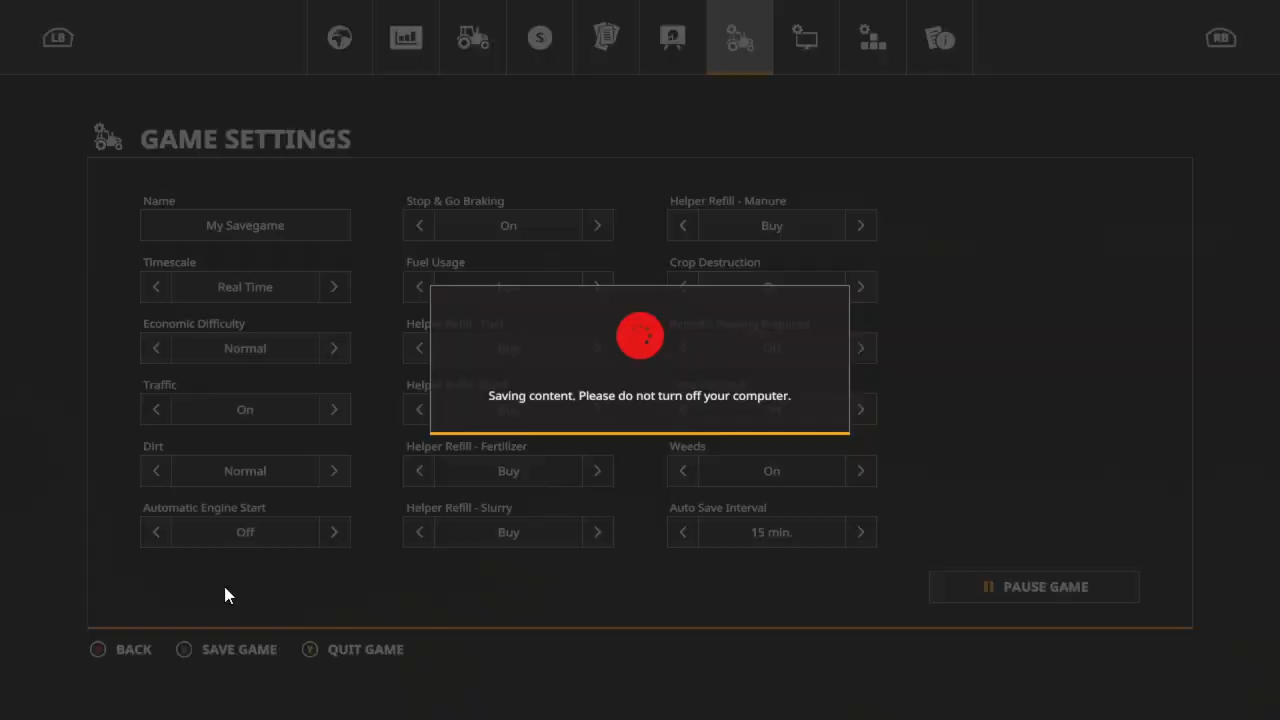 LB
RB
GAME SETTINGS
Name
Stop & Go Braking
Helper Refill - Manure
My Savegame
On
Buy
Timescale
Fuel Usage
Crop Destruction
Real Time
Economic Difficulty
Normal
Saving content. Please do not turn off your computer.
Traffic
On
Dirt
Helper Refill - Fertilizer
Weeds
Normal
Buy
On
Automatic Engine Start
Helper Refill - Slurry
Auto Save Interval
Off
Buy
15 min.
PAUSE GAME
BACK
SAVE GAME
QUIT GAME